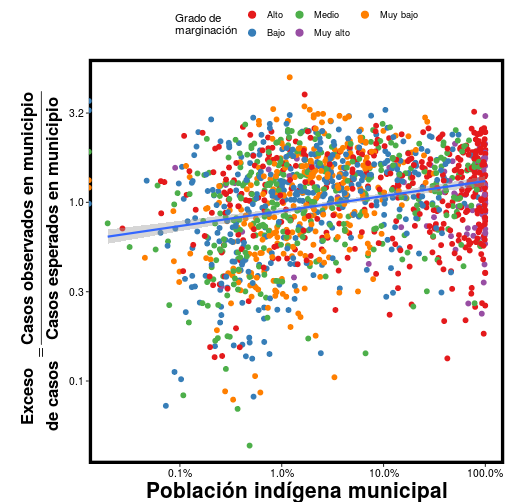 Grado de
marginación
Alto
Medio
Muy bajo
Bajo
Muy alto
Exceso
de casos
=
Casos observados en municipio
Casos esperados en municipio
3.2
1.0
0.3
0.1
0.1%
1.0%
10.0%
100.0%
Población indígena municipal